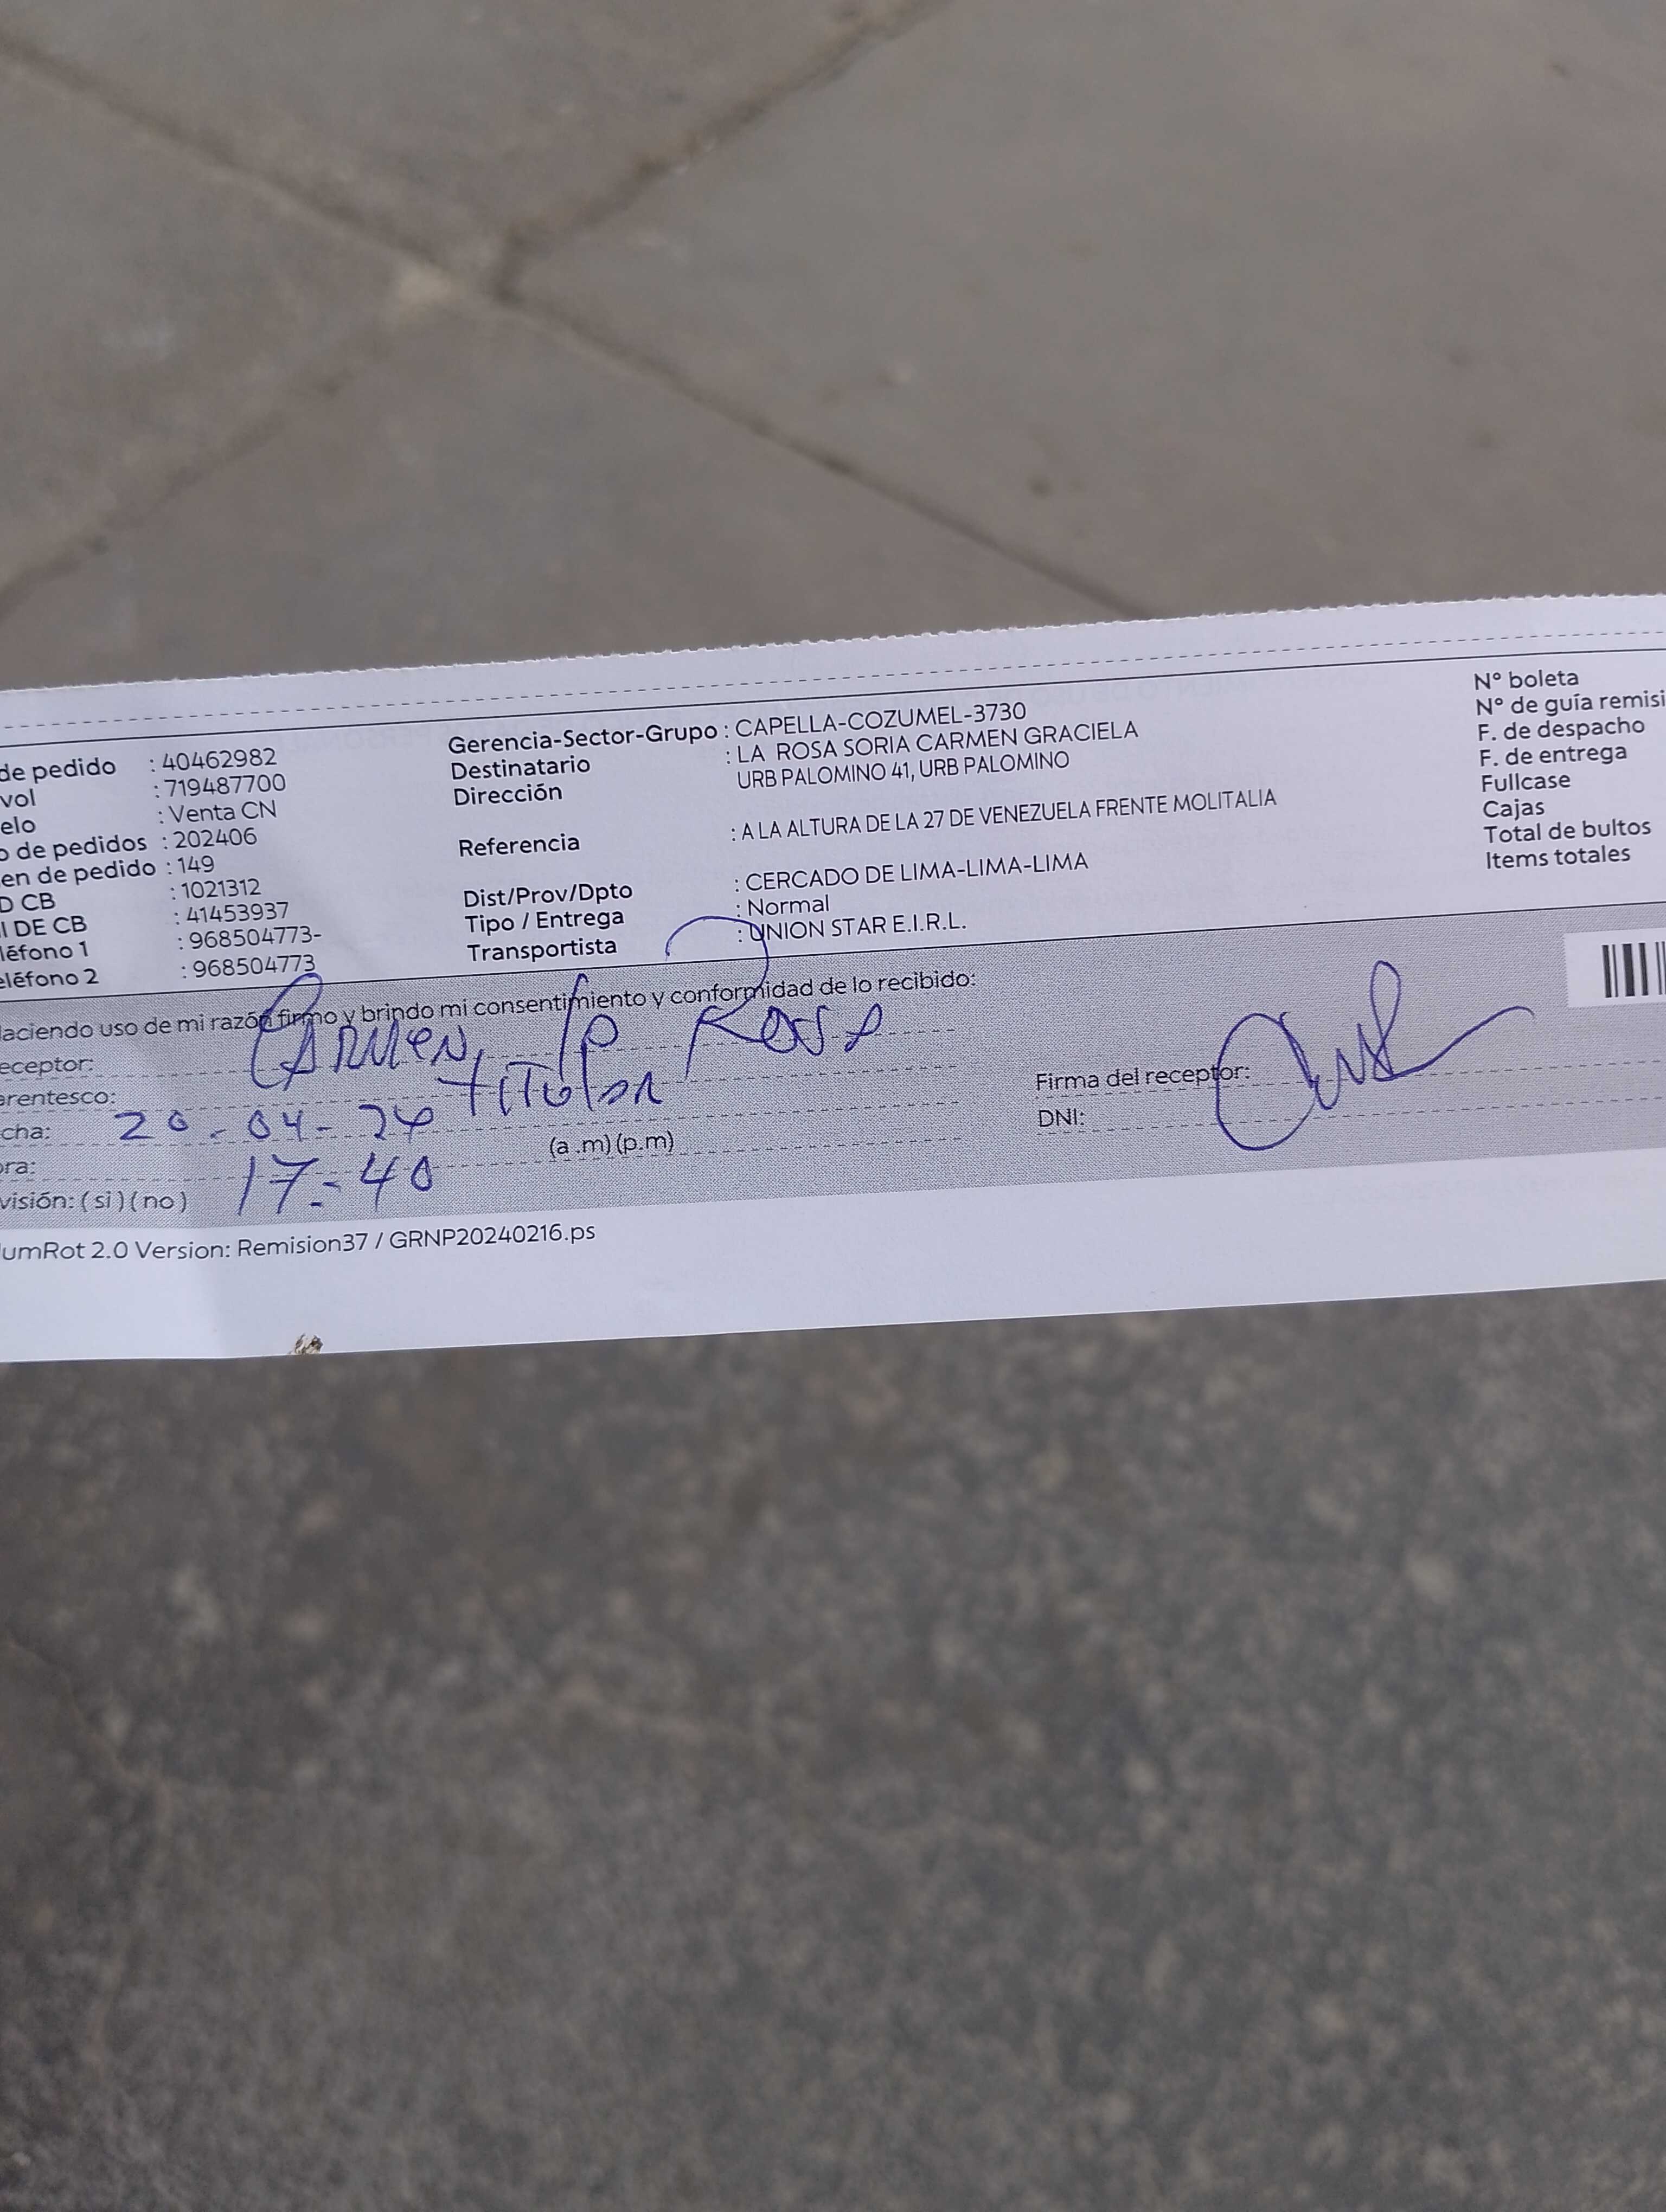 de pedido : 40462982
vol : 719487700
elo : Venta CN
o de pedidos : 202406
en de pedido : 149
D CB : 1021312
I DE CB : 41453937
léfono 1 : 968504773-
eléfono 2 : 968504773
Gerencia-Sector-Grupo : CAPELLA-COZUMEL-3730
Destinatario : LA ROSA SORIA CARMEN GRACIELA
Dirección URB PALOMINO 41, URB PALOMINO
Referencia : A LA ALTURA DE LA 27 DE VENEZUELA FRENTE MOLITALIA
Dist/Prov/Dpto : CERCADO DE LIMA-LIMA-LIMA
Tipo / Entrega : Normal
Transportista : UNION STAR E.I.R.L.
N° boleta
N° de guía remisi
F. de despacho
F. de entrega
Fullcase
Cajas
Total de bultos
Items totales
Haciendo uso de mi razón firmo y brindo mi consentimiento y conformidad de lo recibido:
eceptor: Carmen la Rosa
arentesco: titular
cha: 20-04-24
ora: 17-40 (a .m) (p.m)
visión: ( si ) ( no )
Firma del receptor:
DNI:
umRot 2.0 Version: Remision37 / GRNP20240216.ps